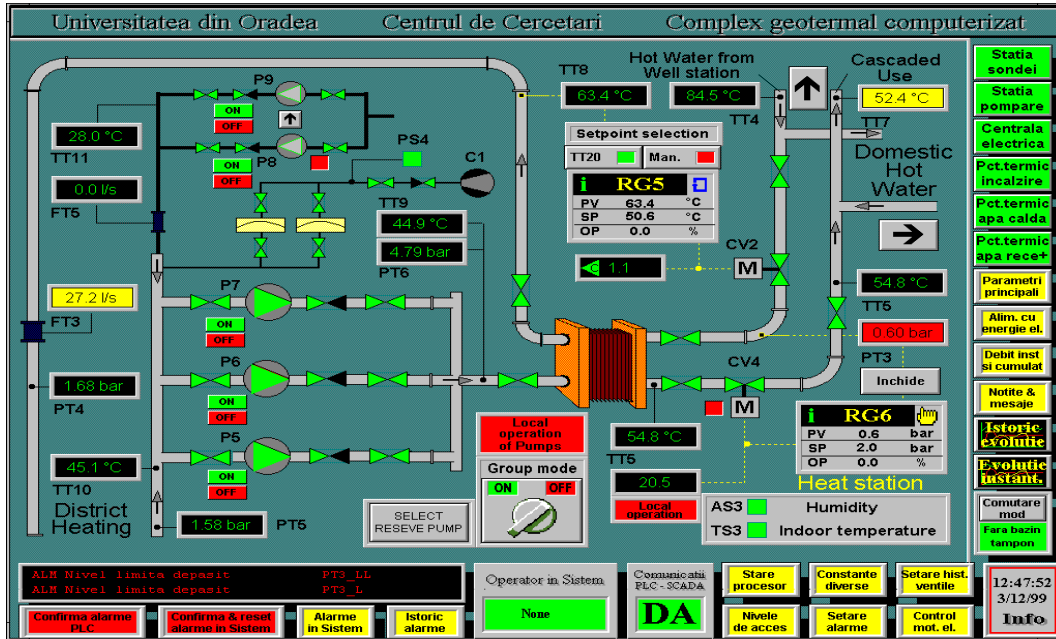 Universitatea din Oradea Centrul de Cercetari Complex geotermal computerizat
Hot Water from Well station
Cascaded Use
TT8
63.4 °C
84.5 °C
TT4
52.4 °C
TT7
P9
ON
OFF
28.0 °C
TT11
P8
ON
OFF
PS4
C1
0.0 l/s
FT5
TT9
44.9 °C
4.79 bar
PT6
Setpoint selection
TT20
Man.
i RG5
PV 63.4 °C
SP 50.6 °C
OP 0.0 %
CV2
M
C 1.1
Domestic Hot Water
54.8 °C
TT5
0.60 bar
PT3
Inchide
27.2 l/s
FT3
P7
ON
OFF
P6
ON
OFF
P5
ON
OFF
1.68 bar
PT4
45.1 °C
TT10
District Heating
1.58 bar
PT5
SELECT RESEVE PUMP
Local operation of Pumps
Group mode
ON OFF
CV4
M
54.8 °C
TT5
20.5
Local operation
i RG6
PV 0.6 bar
SP 2.0 bar
OP 0.0 %
Heat station
AS3 Humidity
TS3 Indoor temperature
Statia sondei
Statia pompare
Centrala electrica
Pct.termic incalzire
Pct.termic apa calda
Pct.termic apa rece+
Parametri principali
Alim. cu energie el.
Debit inst si cumulat
Notite & mesaje
Istoric evolutie
Evolutie instant.
Comutare mod
Fara bazin tampon
ALM Nivel limita depasit PT3_LL
ALM Nivel limita depasit PT3_L
Confirma alarme PLC
Confirma & reset alarme in Sistem
Alarme in Sistem
Istoric alarme
Operator in Sistem
None
Comunicatii PLC - SCADA
DA
Stare procesor
Constante diverse
Setare hist. ventile
Nivele de acces
Setare alarme
Control mot. el.
12:47:52
3/12/99
Info